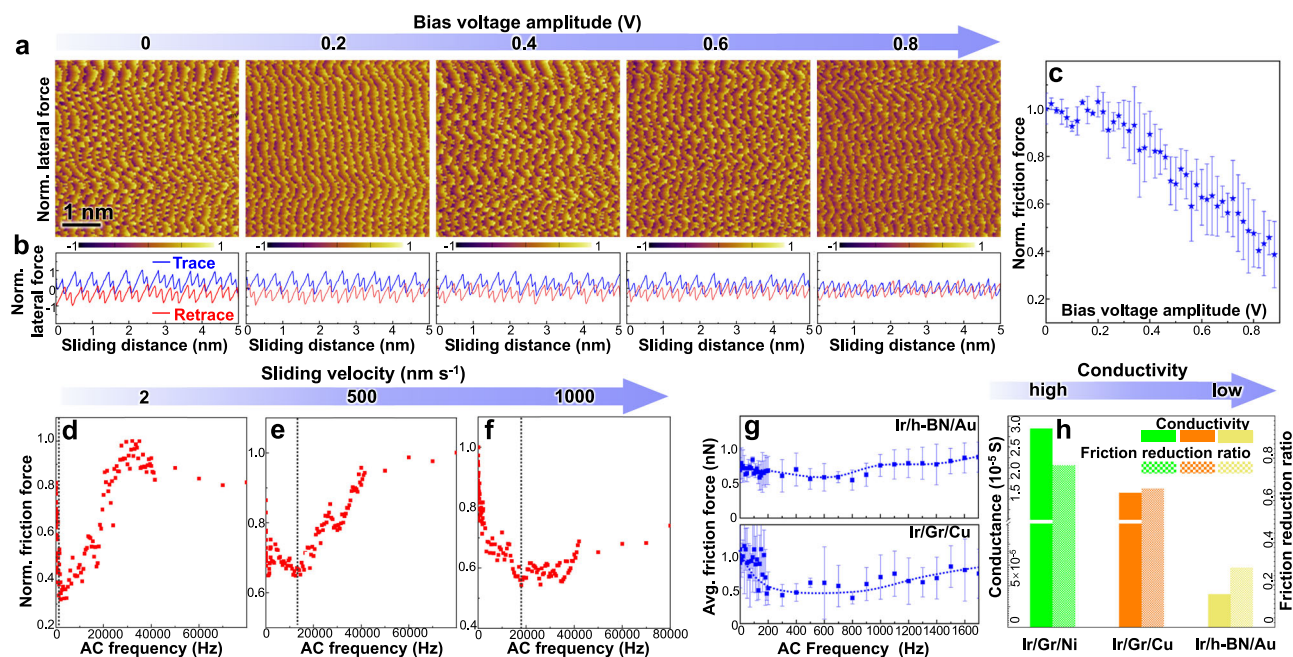 Bias voltage amplitude (V)
a
0 0.2 0.4 0.6 0.8
Norm. lateral force
1 nm
-1 1 -1 1 -1 1 -1 1 -1 1
b
Norm.
lateral force
1
0
-1
Trace
Retrace
0 1 2 3 4 5 0 1 2 3 4 5 0 1 2 3 4 5 0 1 2 3 4 5 0 1 2 3 4 5
Sliding distance (nm) Sliding distance (nm) Sliding distance (nm) Sliding distance (nm) Sliding distance (nm)
c
Norm. friction force
1.0
0.8
0.6
0.4
0.2
0 0.2 0.4 0.6 0.8
Bias voltage amplitude (V)
Sliding velocity (nm s⁻¹)
2 500 1000
d
Norm. friction force
1.0
0.8
0.6
0.4
0.2
0 20000 40000 60000
AC frequency (Hz)
e
1.0
0.8
0.6
0 20000 40000 60000
AC frequency (Hz)
f
1.0
0.8
0.6
0.4
0 20000 40000 60000 80000
AC frequency (Hz)
g
Avg. friction force (nN)
Ir/h-BN/Au
1.5
1.0
0.5
0.0
Ir/Gr/Cu
1.5
1.0
0.5
0.0
0 200 400 600 800 1000 1200 1400 1600
AC Frequency (Hz)
Conductivity
high low
h
Conductivity
Friction reduction ratio
Conductance (10⁻⁵ S)
3.0
2.5
2.0
1.5
5×10⁻⁶
0
Friction reduction ratio
0.8
0.6
0.4
0.2
0
Ir/Gr/Ni Ir/Gr/Cu Ir/h-BN/Au